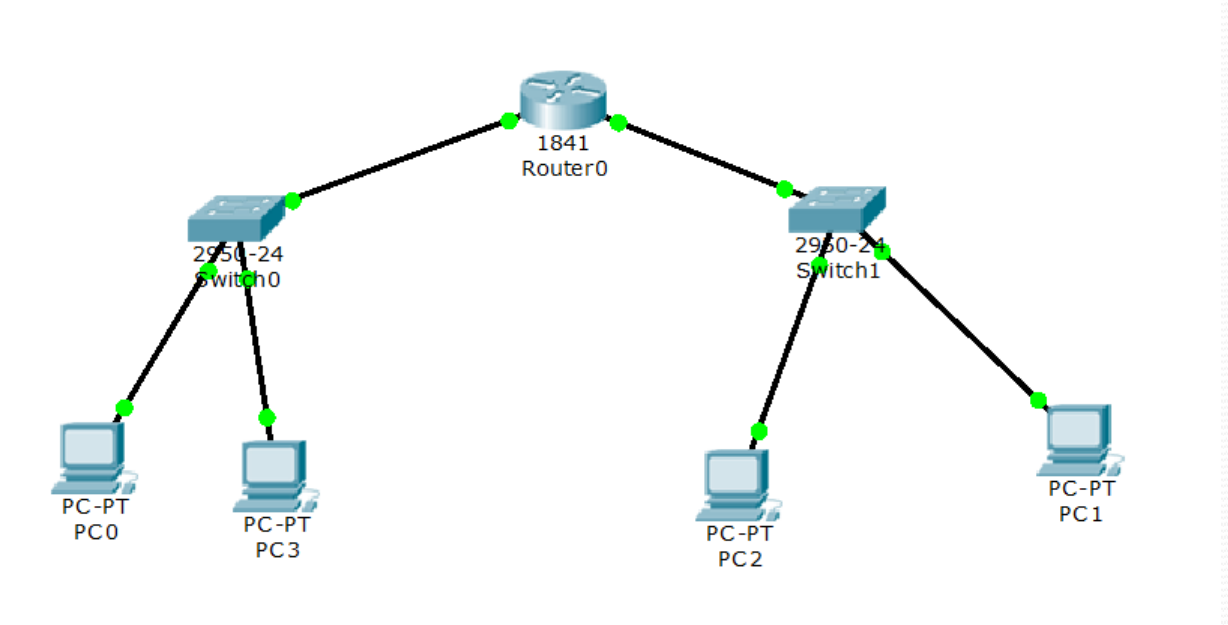 1841
Router0
2950-24
Switch0
2950-24
Switch1
PC-PT
PC0
PC-PT
PC3
PC-PT
PC2
PC-PT
PC1